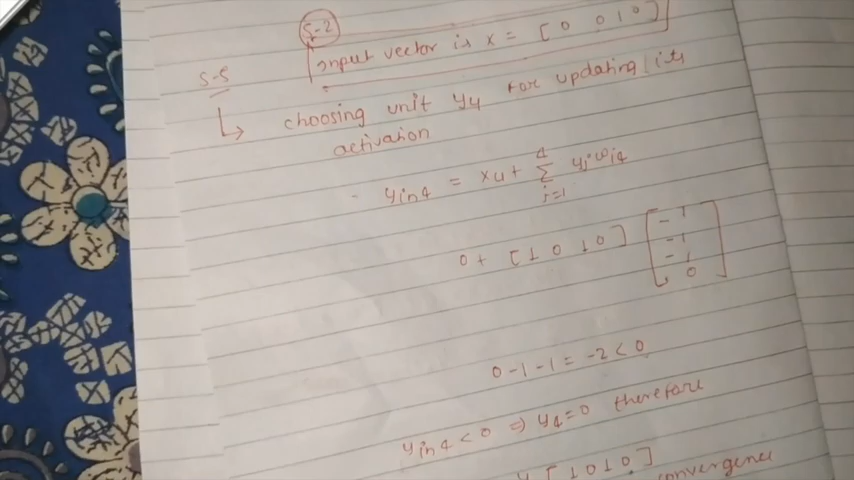 S-2
input vector is x = [0 0 1 0]
S-5
choosing unit y4 for updating its
activation
yin4 = x4 + 4 Σ i=1 yiωi4
0 + [1 0 1 0] [-1 -1 -1 0]
0-1-1 = -2 < 0
yin4 < 0 ⇒ y4=0 therefore
y [1 0 1 0]
convergence